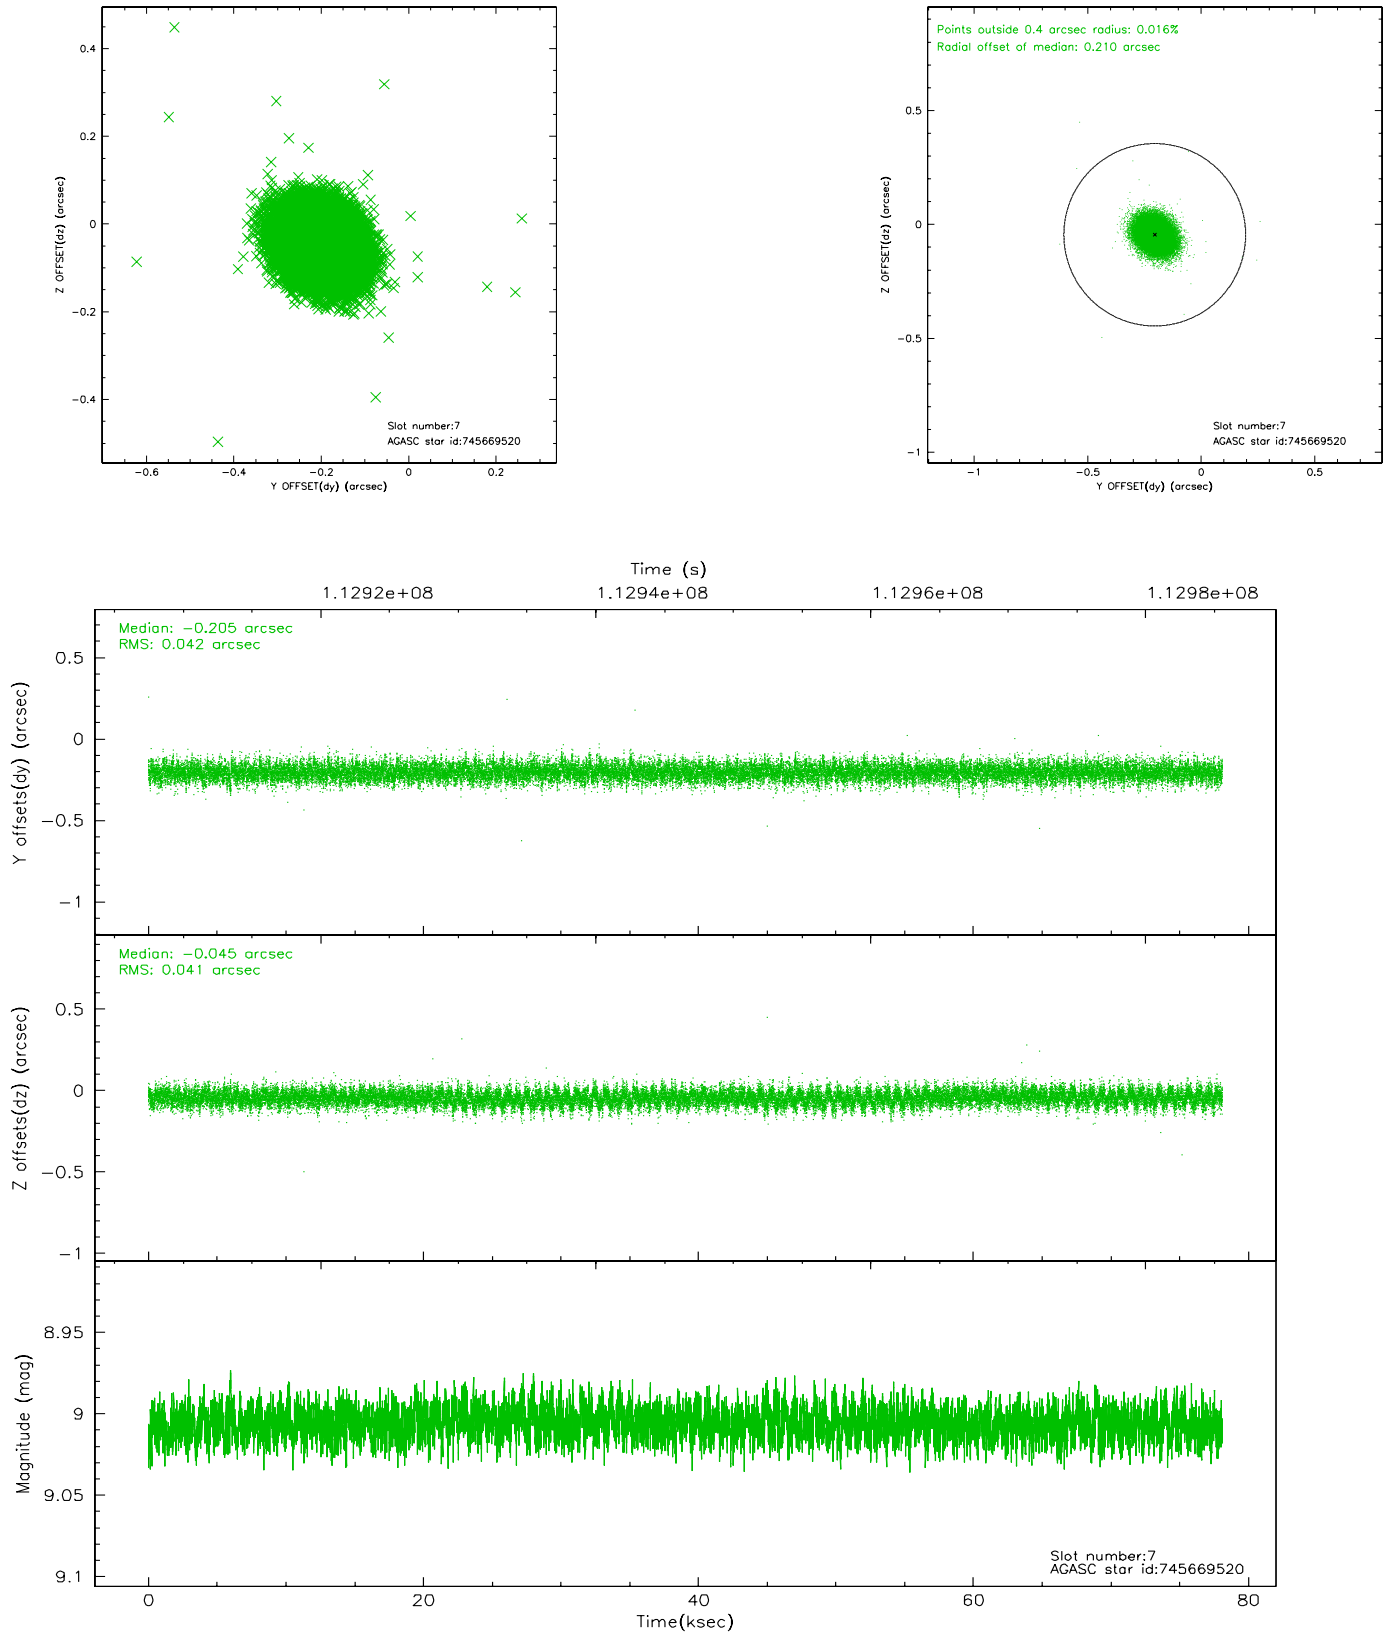 0.4
0.2
0
−0.2
−0.4
Z OFFSET(dz) (arcsec)
Slot number:7
AGASC star id:745669520
−0.6
−0.4
−0.2
0
0.2
Y OFFSET(dy) (arcsec)
Points outside 0.4 arcsec radius: 0.016%
Radial offset of median: 0.210 arcsec
0.5
0
−0.5
−1
Z OFFSET(dz) (arcsec)
Slot number:7
AGASC star id:745669520
−1
−0.5
0
0.5
Y OFFSET(dy) (arcsec)
Time (s)
1.1292e+08
1.1294e+08
1.1296e+08
1.1298e+08
Median: −0.205 arcsec
RMS: 0.042 arcsec
0.5
0
−0.5
−1
Y offsets(dy) (arcsec)
Median: −0.045 arcsec
RMS: 0.041 arcsec
0.5
0
−0.5
−1
Z offsets(dz) (arcsec)
8.95
9
9.05
9.1
Magnitude (mag)
Slot number:7
AGASC star id:745669520
0
20
40
60
80
Time(ksec)